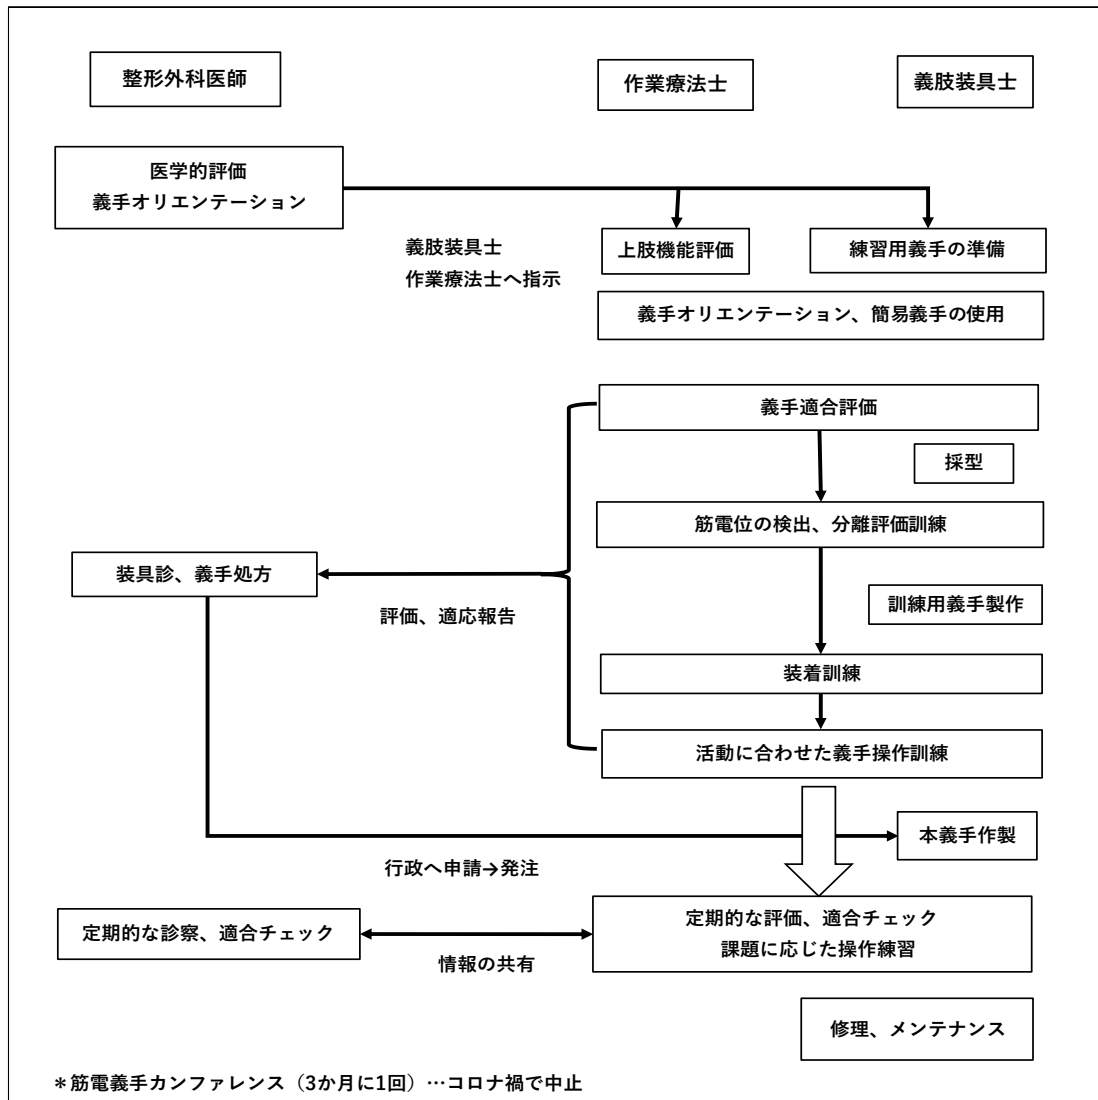 整形外科医師
作業療法士
義肢装具士
医学的評価
義手オリエンテーション
義肢装具士
作業療法士へ指示
上肢機能評価
練習用義手の準備
義手オリエンテーション、簡易義手の使用
義手適合評価
採型
筋電位の検出、分離評価訓練
装具診、義手処方
評価、適応報告
訓練用義手製作
装着訓練
活動に合わせた義手操作訓練
本義手作製
行政へ申請→発注
定期的な診察、適合チェック
情報の共有
定期的な評価、適合チェック
課題に応じた操作練習
修理、メンテナンス
＊筋電義手カンファレンス（3か月に1回）…コロナ禍で中止